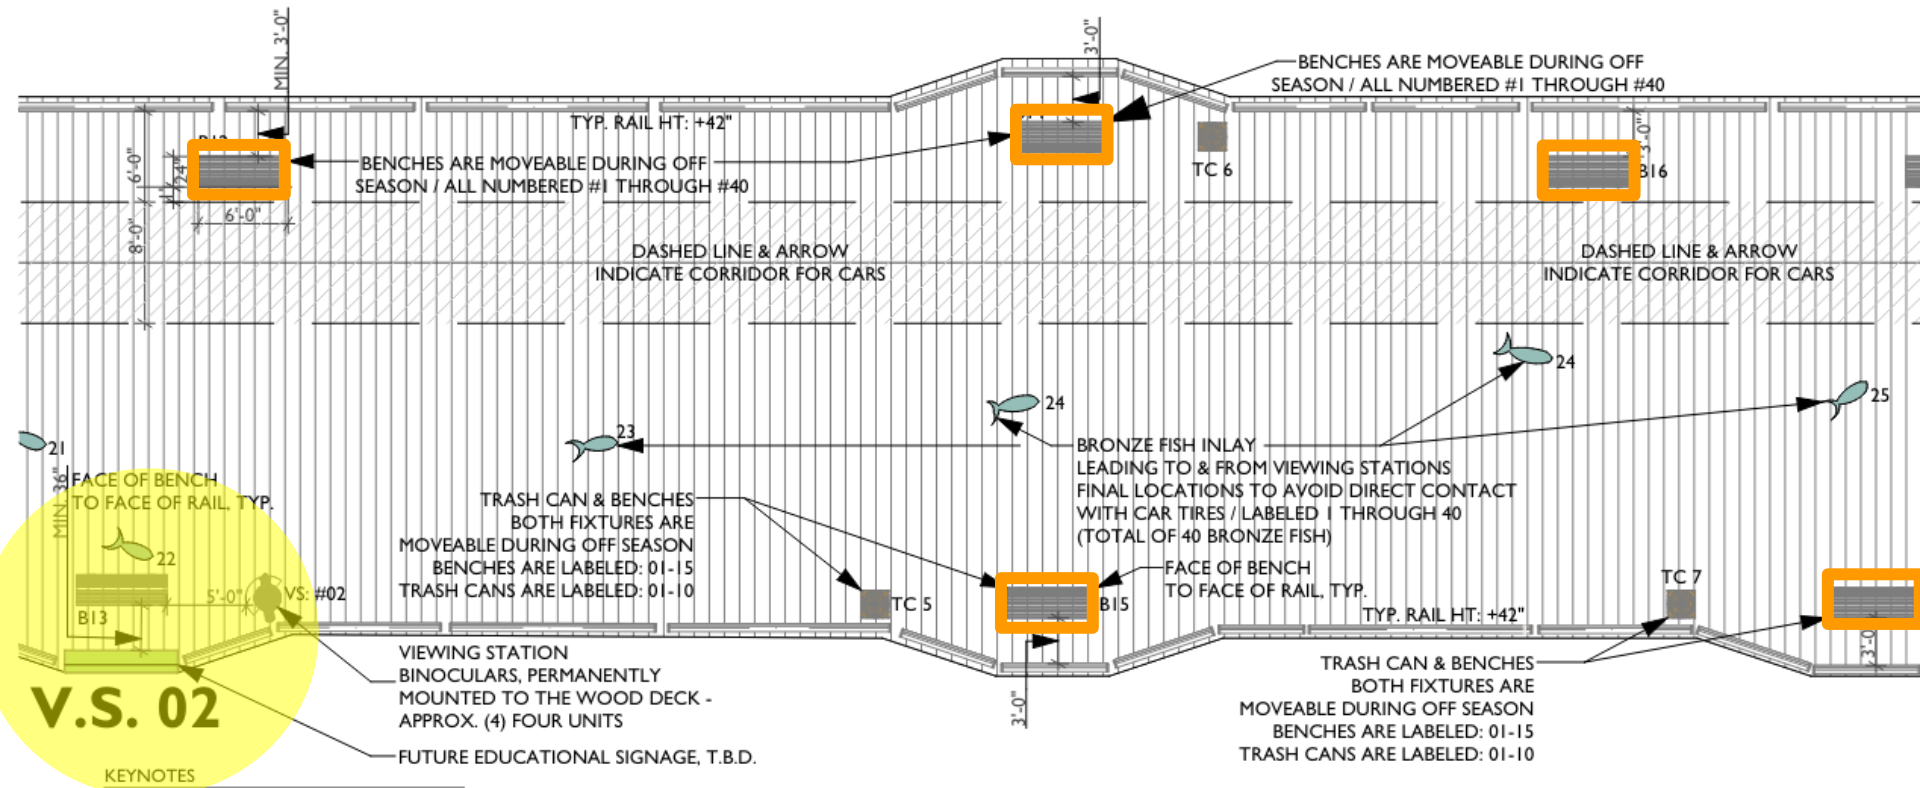 MIN. 3'-0"
3'-0"
BENCHES ARE MOVEABLE DURING OFF
SEASON / ALL NUMBERED #1 THROUGH #40
TYP. RAIL HT: +42"
BENCHES ARE MOVEABLE DURING OFF
SEASON / ALL NUMBERED #1 THROUGH #40
TC 6
3'-0"
B16
6'-0"
24"
6'-0"
8'-0"
DASHED LINE & ARROW
INDICATE CORRIDOR FOR CARS
DASHED LINE & ARROW
INDICATE CORRIDOR FOR CARS
24
25
24
23
21
BRONZE FISH INLAY
LEADING TO & FROM VIEWING STATIONS
FINAL LOCATIONS TO AVOID DIRECT CONTACT
WITH CAR TIRES / LABELED 1 THROUGH 40
(TOTAL OF 40 BRONZE FISH)
MIN. 36"
FACE OF BENCH
TO FACE OF RAIL, TYP.
22
5'-0"
VS: #02
B13
TRASH CAN & BENCHES
BOTH FIXTURES ARE
MOVEABLE DURING OFF SEASON
BENCHES ARE LABELED: 01-15
TRASH CANS ARE LABELED: 01-10
TC 5
B15
FACE OF BENCH
TO FACE OF RAIL, TYP.
TYP. RAIL HT: +42"
TC 7
V.S. 02
VIEWING STATION
BINOCULARS, PERMANENTLY
MOUNTED TO THE WOOD DECK -
APPROX. (4) FOUR UNITS
FUTURE EDUCATIONAL SIGNAGE, T.B.D.
3'-0"
TRASH CAN & BENCHES
BOTH FIXTURES ARE
MOVEABLE DURING OFF SEASON
BENCHES ARE LABELED: 01-15
TRASH CANS ARE LABELED: 01-10
3'-0
KEYNOTES